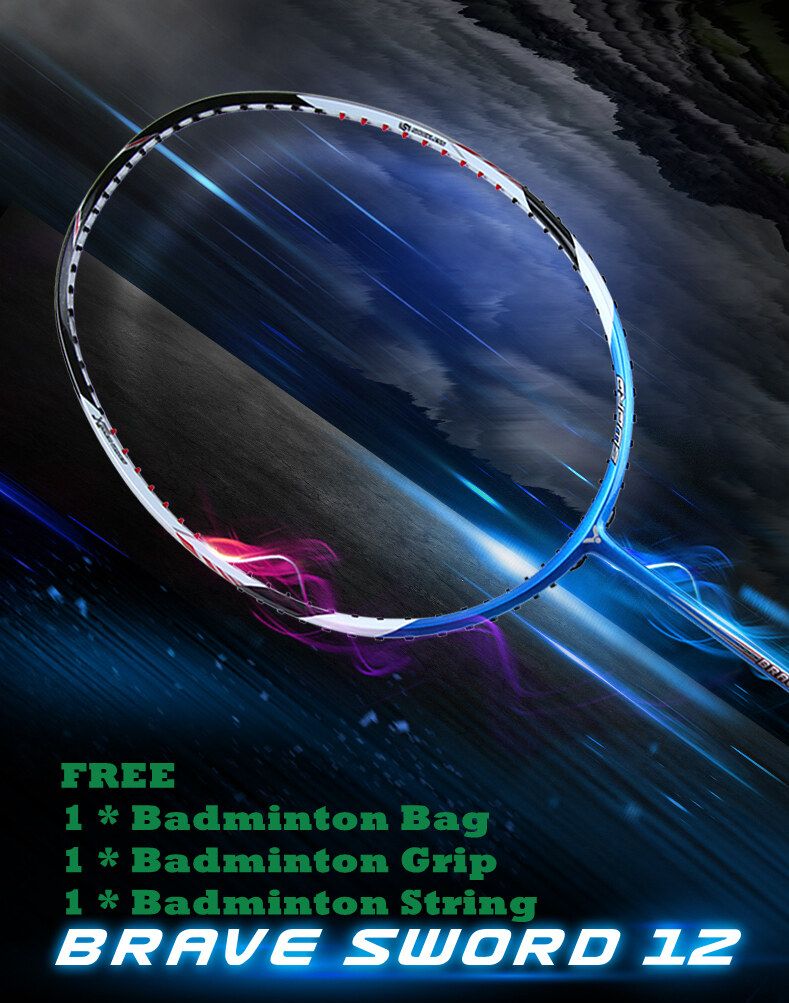 FREE
1 * Badminton Bag
1 * Badminton Grip
1 * Badminton String
BRAVE SWORD 12